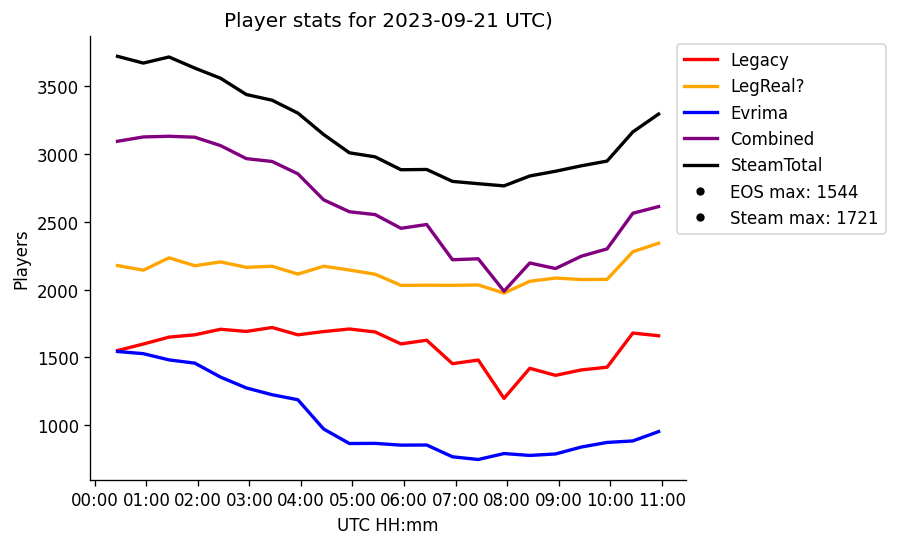 Player stats for 2023-09-21 UTC)
Legacy
LegReal?
Evrima
Combined
SteamTotal
EOS max: 1544
Steam max: 1721
Players
3500
3000
2500
2000
1500
1000
00:00 01:00 02:00 03:00 04:00 05:00 06:00 07:00 08:00 09:00 10:00 11:00
UTC HH:mm